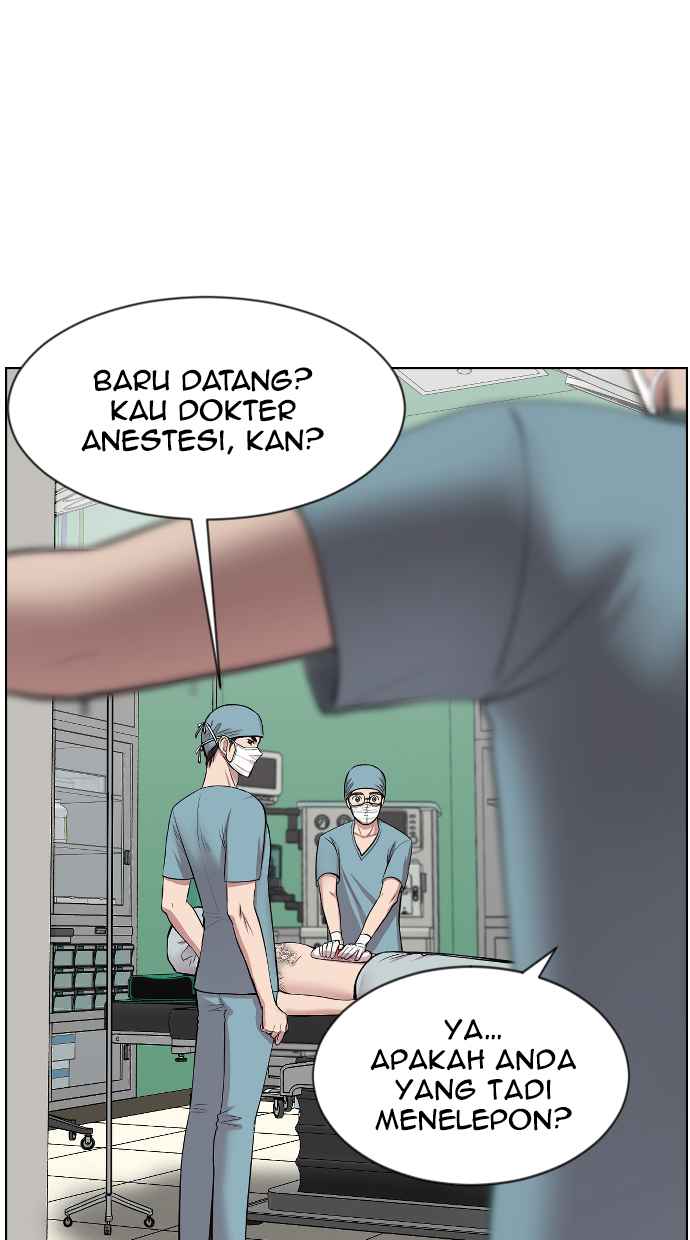 BARU DATANG?
KAU DOKTER
ANESTESI, KAN?
YA...
APAKAH ANDA
YANG TADI
MENELEPON?